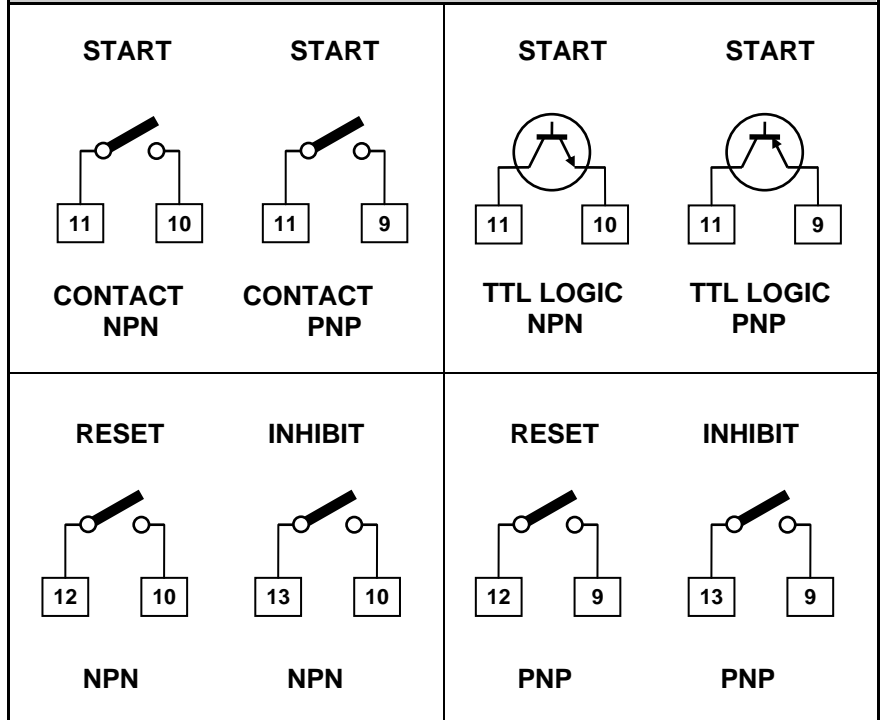 START START
11 10 11 9
CONTACT CONTACT
NPN PNP
START START
11 10 11 9
TTL LOGIC TTL LOGIC
NPN PNP
RESET INHIBIT
12 10 13 10
NPN NPN
RESET INHIBIT
12 9 13 9
PNP PNP